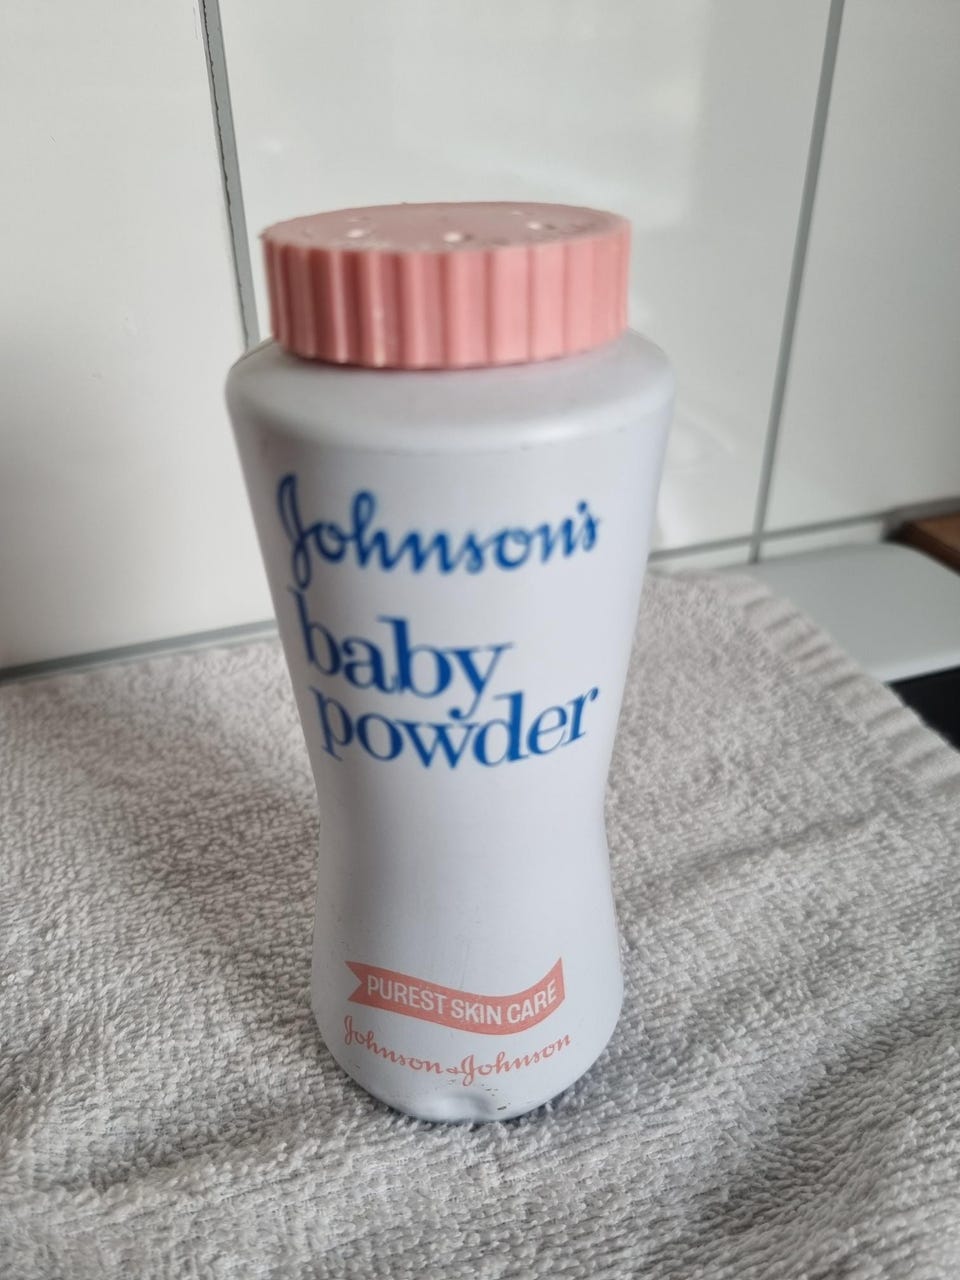 Johnson's
baby
powder
PUREST SKIN CARE
Johnson & Johnson